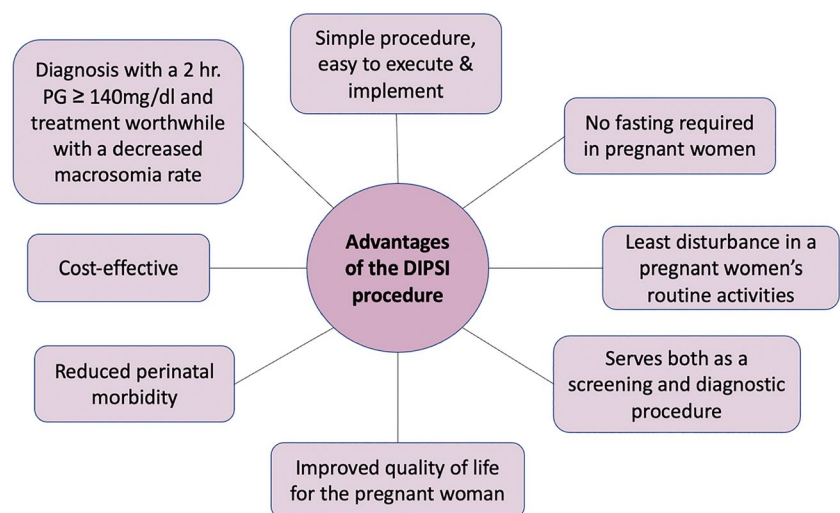 Advantages
of the DIPSI
procedure
Simple procedure,
easy to execute &
implement
No fasting required
in pregnant women
Least disturbance in a
pregnant women’s
routine activities
Serves both as a
screening and diagnostic
procedure
Improved quality of life
for the pregnant woman
Reduced perinatal
morbidity
Cost-effective
Diagnosis with a 2 hr.
PG ≥ 140mg/dl and
treatment worthwhile
with a decreased
macrosomia rate